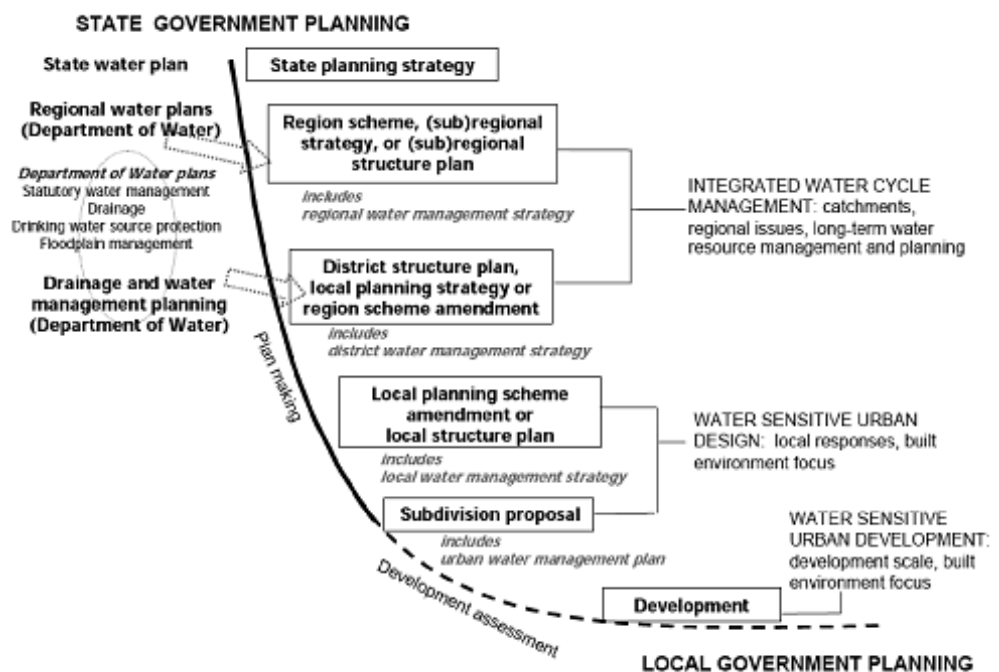 STATE GOVERNMENT PLANNING
State water plan
State planning strategy
Regional water plans
(Department of Water)
Region scheme, (sub)regional
strategy, or (sub)regional
structure plan
includes
regional water management strategy
Department of Water plans
Statutory water management
Drainage
Drinking water source protection
Floodplain management
INTEGRATED WATER CYCLE
MANAGEMENT: catchments,
regional issues, long-term water
resource management and planning
Drainage and water
management planning
(Department of Water)
District structure plan,
local planning strategy or
region scheme amendment
includes
district water management strategy
Plan making
Local planning scheme
amendment or
local structure plan
includes
local water management strategy
WATER SENSITIVE URBAN
DESIGN: local responses, built
environment focus
Subdivision proposal
includes
urban water management plan
WATER SENSITIVE
URBAN DEVELOPMENT:
development scale, built
environment focus
Development assessment
Development
LOCAL GOVERNMENT PLANNING